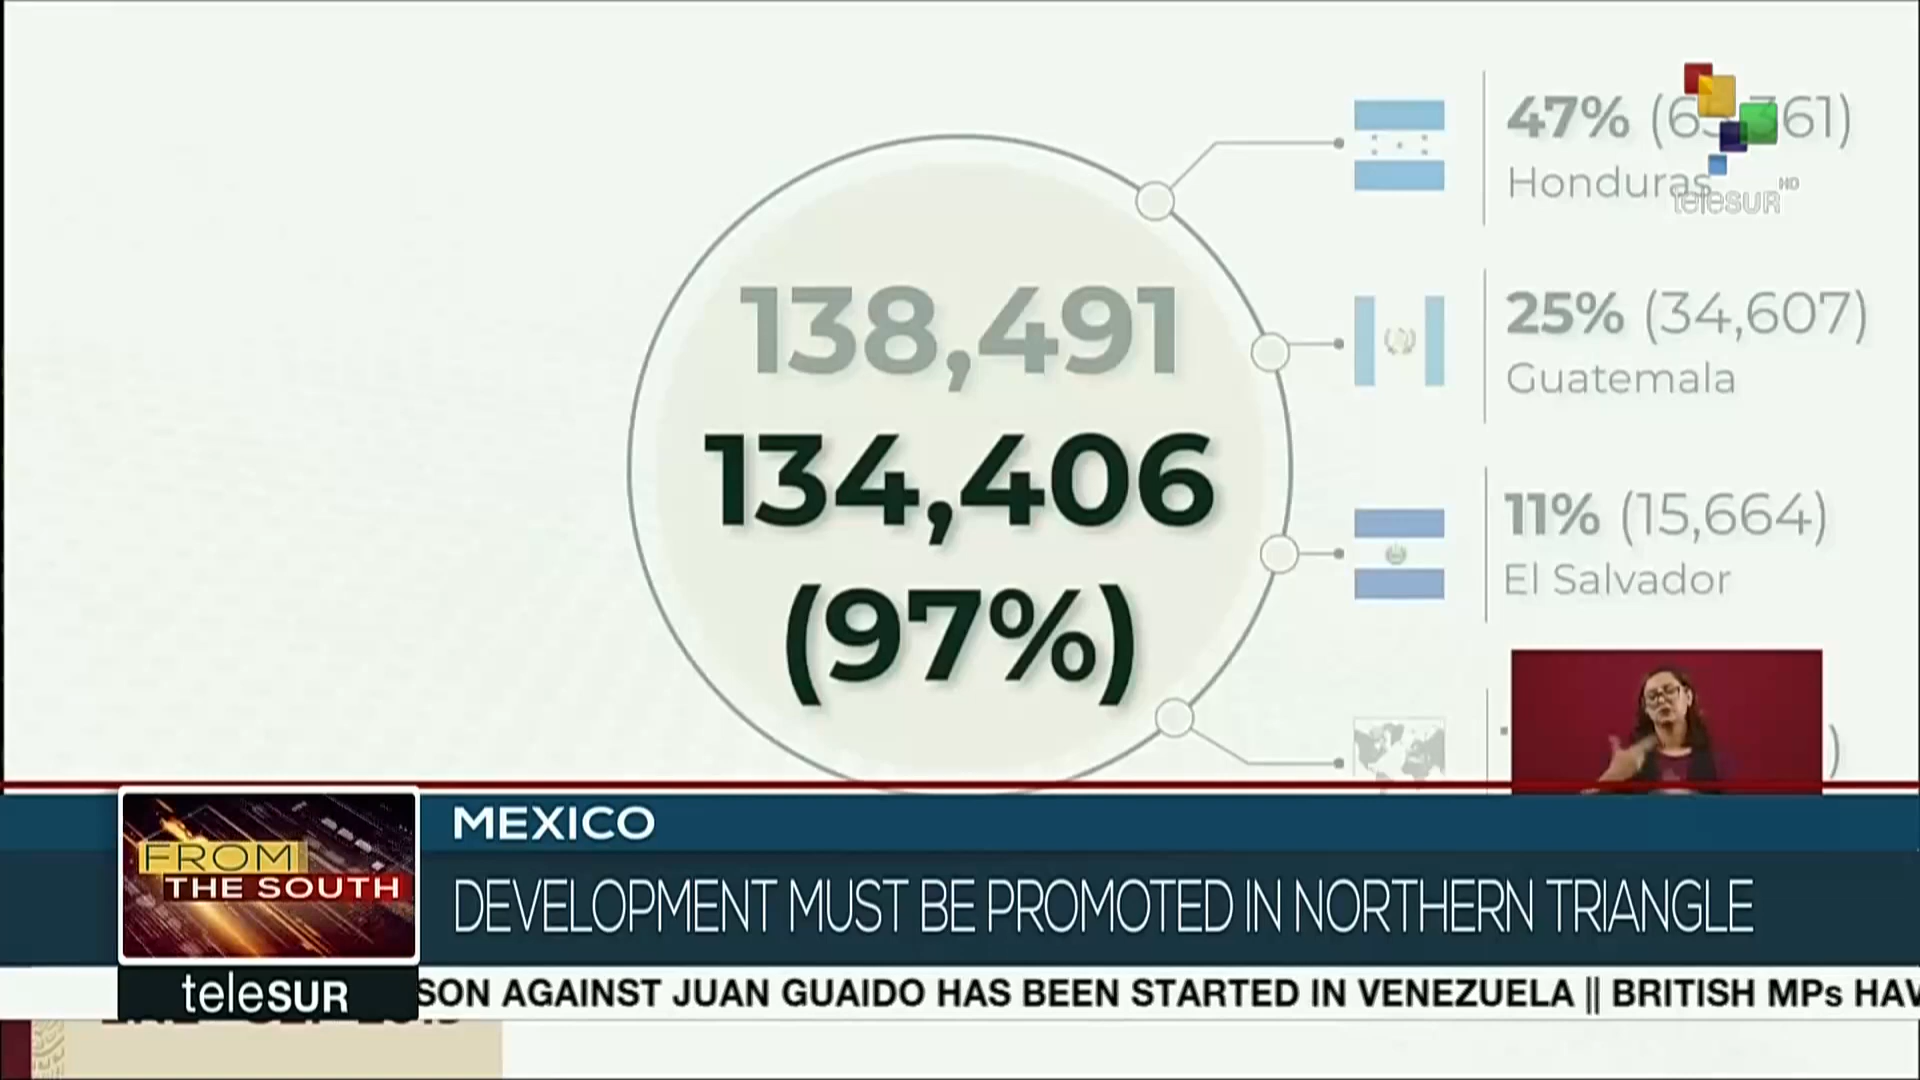 47%
Honduras
teleSUR HD
138,491
134,406
(97%)
25% (34,607)
Guatemala
11% (15,664)
El Salvador
MEXICO
FROM
THE SOUTH
DEVELOPMENT MUST BE PROMOTED IN NORTHERN TRIANGLE
teleSUR
SON AGAINST JUAN GUAIDO HAS BEEN STARTED IN VENEZUELA || BRITISH MPs HAV